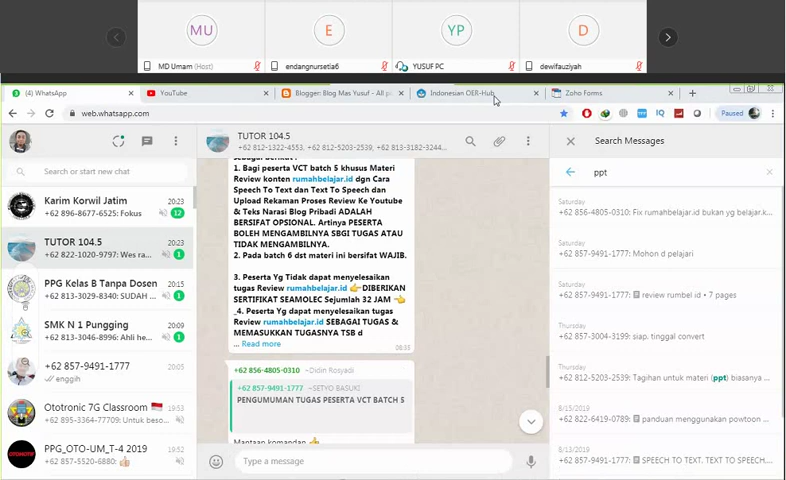 MU
E
YP
D
MD Umam (Host)
endangnursetia6
YUSUF PC
dewifauziyah
(4) WhatsApp
YouTube
Blogger: Blog Mas Yusuf - All p
Indonesian OER-Hub
Zoho Forms
web.whatsapp.com
IQ
Paused
TUTOR 104.5
+62 812-1322-4553, +62 812-5203-2539, +62 813-3182-3244...
Search Messages
Search or start new chat
ppt
Karim Korwil Jatim
20:23
+62 896-8677-6525: Fokus
12
TUTOR 104.5
20:23
+62 822-1020-9797: Wes ra...
1
PPG Kelas B Tanpa Dosen
20:15
+62 813-3029-8340: SUDAH ...
1
SMK N 1 Pungging
20:09
+62 813-3046-8996: Ahli he...
1
+62 857-9491-1777
20:03
enggih
Ototronic 7G Classroom
19:53
+62 895-3364-77709: Untuk beso...
PPG_OTO-UM_T-4 2019
19:52
+62 857-5520-6880:
sebagai berikut :
1. Bagi peserta VCT batch 5 khusus Materi
Review konten rumahbelajar.id dgn Cara
Speech To Text dan Text To Speech dan
Upload Rekaman Proses Review Ke Youtube
& Teks Narasi Blog Pribadi ADALAH
BERSIFAT OPSIONAL. Artinya PESERTA
BOLEH MENGAMBILNYA SBGI TUGAS ATAU
TIDAK MENGAMBILNYA.
2. Pada batch 6 dst materi ini bersifat WAJIB.
3. Peserta Yg Tidak dapat menyelesaikan
tugas Review rumahbelajar.id DIBERIKAN
SERTIFIKAT SEAMOLEC Sejumlah 32 JAM
_4. Peserta Yg dapat menyelesaikan tugas
Review rumahbelajar.id SEBAGAI TUGAS &
MEMASUKKAN TUGASNYA TSB d
... Read more
08:55
+62 856-4805-0310
~Didin Rosyadi
+62 857-9491-1777
~SETYO BASUKI
PENGUMUMAN TUGAS PESERTA VCT BATCH 5
Mantaap komandan
Type a message
Saturday
+62 856-4805-0310: Fix rumahbelajar.id bukan yg belajar.k...
Saturday
+62 857-9491-1777: Mohon d pelajari
Saturday
+62 857-9491-1777: review rumbel id • 7 pages
Thursday
+62 857-3004-3199: siap. tinggal convert
Thursday
+62 812-5203-2539: Tagihan untuk materi (ppt) biasanya ...
8/15/2019
+62 822-6419-0789: panduan menggunakan powtoon ...
8/13/2019
+62 857-9491-1777: SPEECH TO TEXT. TEXT TO SPEECH....